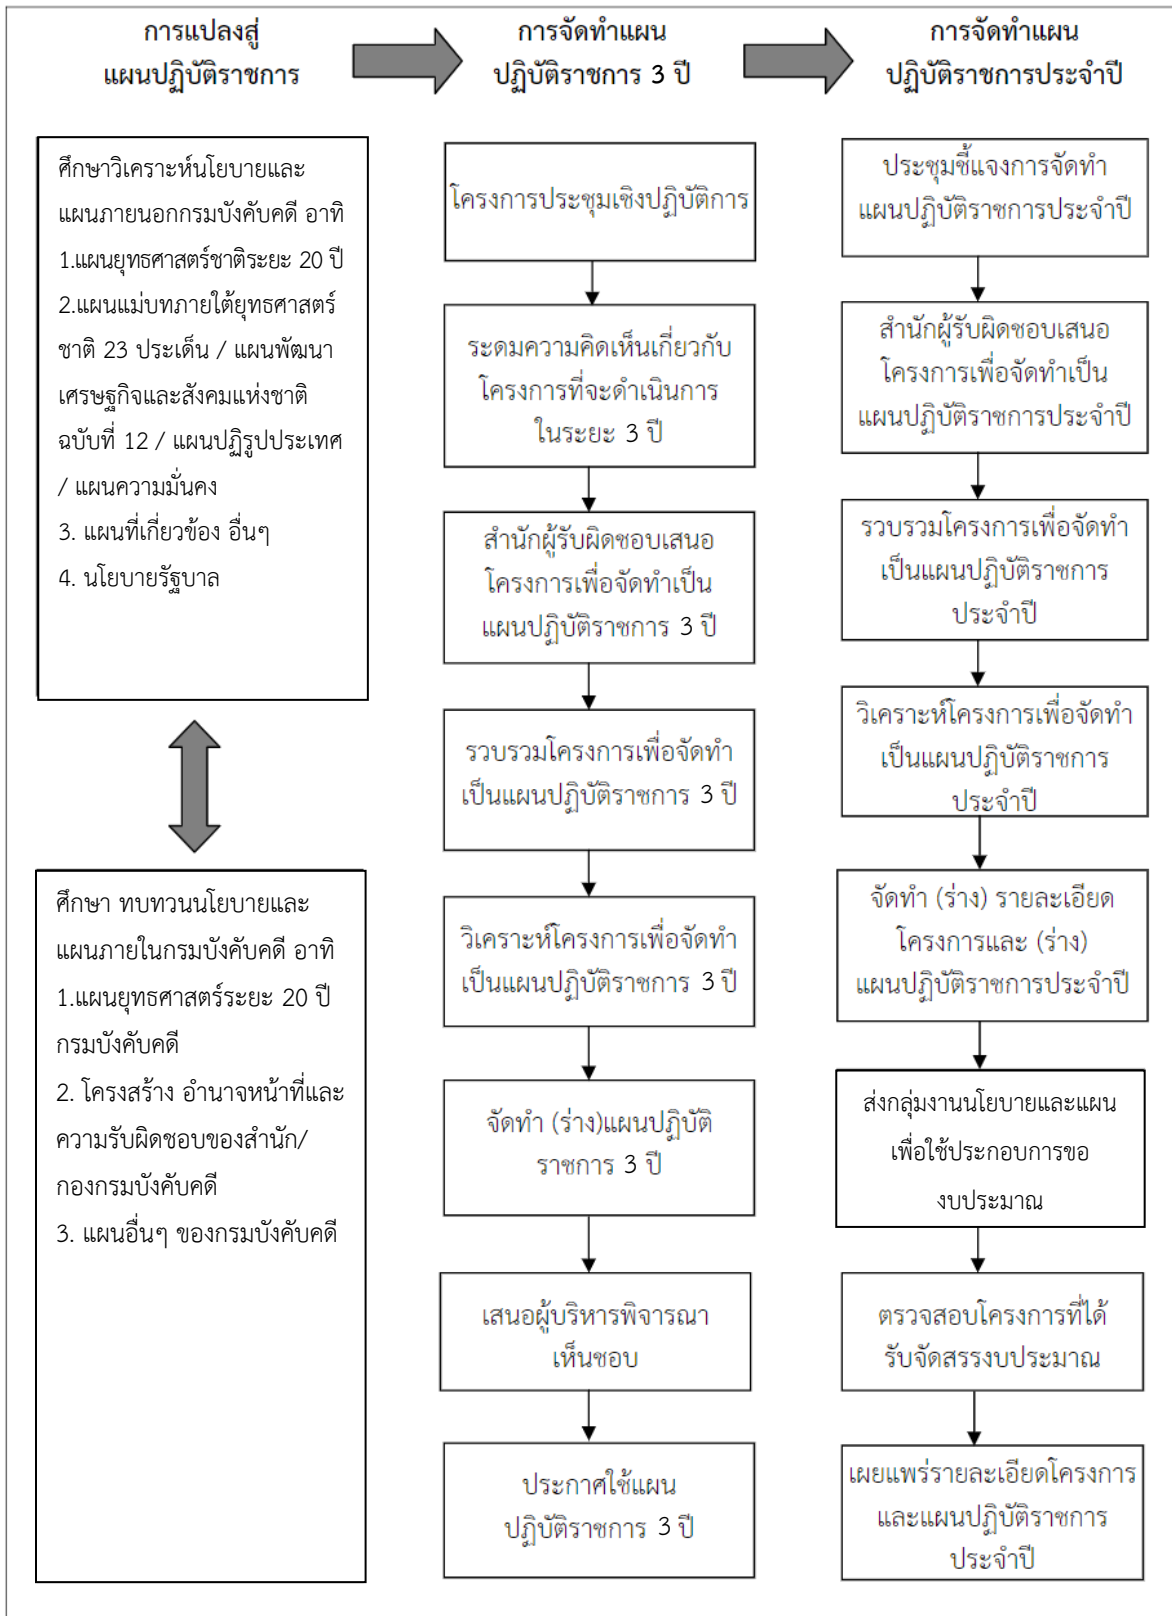 การแปลงสู่
แผนปฏิบัติราชการ
การจัดทำแผน
ปฏิบัติราชการ 3 ปี
การจัดทำแผน
ปฏิบัติราชการประจำปี
ศึกษาวิเคราะห์นโยบายและ
แผนภายนอกกรมบังคับคดี อาทิ
1.แผนยุทธศาสตร์ชาติระยะ 20 ปี
2.แผนแม่บทภายใต้ยุทธศาสตร์
ชาติ 23 ประเด็น / แผนพัฒนา
เศรษฐกิจและสังคมแห่งชาติ
ฉบับที่ 12 / แผนปฏิรูปประเทศ
/ แผนความมั่นคง
3. แผนที่เกี่ยวข้อง อื่นๆ
4. นโยบายรัฐบาล
ศึกษา ทบทวนนโยบายและ
แผนภายในกรมบังคับคดี อาทิ
1.แผนยุทธศาสตร์ระยะ 20 ปี
กรมบังคับคดี
2. โครงสร้าง อำนาจหน้าที่และ
ความรับผิดชอบของสำนัก/
กองกรมบังคับคดี
3. แผนอื่นๆ ของกรมบังคับคดี
โครงการประชุมเชิงปฏิบัติการ
ระดมความคิดเห็นเกี่ยวกับ
โครงการที่จะดำเนินการ
ในระยะ 3 ปี
สำนักผู้รับผิดชอบเสนอ
โครงการเพื่อจัดทำเป็น
แผนปฏิบัติราชการ 3 ปี
รวบรวมโครงการเพื่อจัดทำ
เป็นแผนปฏิบัติราชการ 3 ปี
วิเคราะห์โครงการเพื่อจัดทำ
เป็นแผนปฏิบัติราชการ 3 ปี
จัดทำ (ร่าง)แผนปฏิบัติ
ราชการ 3 ปี
เสนอผู้บริหารพิจารณา
เห็นชอบ
ประกาศใช้แผน
ปฏิบัติราชการ 3 ปี
ประชุมชี้แจงการจัดทำ
แผนปฏิบัติราชการประจำปี
สำนักผู้รับผิดชอบเสนอ
โครงการเพื่อจัดทำเป็น
แผนปฏิบัติราชการประจำปี
รวบรวมโครงการเพื่อจัดทำ
เป็นแผนปฏิบัติราชการ
ประจำปี
วิเคราะห์โครงการเพื่อจัดทำ
เป็นแผนปฏิบัติราชการ
ประจำปี
จัดทำ (ร่าง) รายละเอียด
โครงการและ (ร่าง)
แผนปฏิบัติราชการประจำปี
ส่งกลุ่มงานนโยบายและแผน
เพื่อใช้ประกอบการขอ
งบประมาณ
ตรวจสอบโครงการที่ได้
รับจัดสรรงบประมาณ
เผยแพร่รายละเอียดโครงการ
และแผนปฏิบัติราชการ
ประจำปี